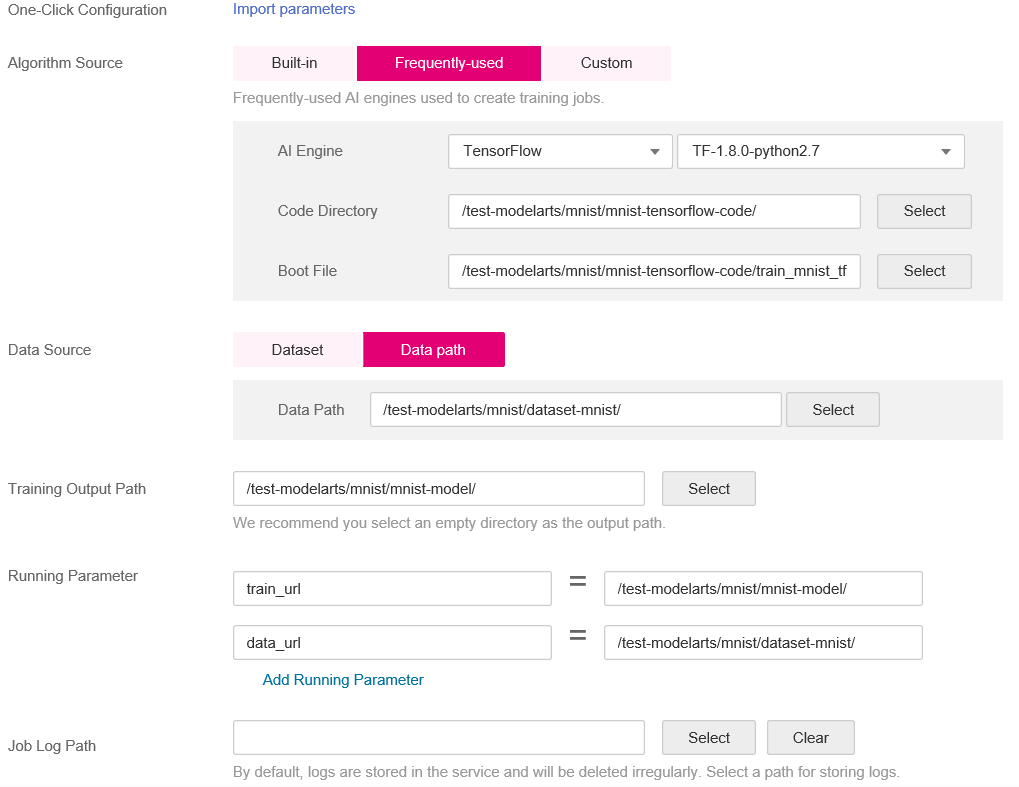 One-Click Configuration Import parameters
Algorithm Source Built-in Frequently-used Custom
Frequently-used AI engines used to create training jobs.
AI Engine TensorFlow TF-1.8.0-python2.7
Code Directory /test-modelarts/mnist/mnist-tensorflow-code/ Select
Boot File /test-modelarts/mnist/mnist-tensorflow-code/train_mnist_tf Select
Data Source Dataset Data path
Data Path /test-modelarts/mnist/dataset-mnist/ Select
Training Output Path /test-modelarts/mnist/mnist-model/ Select
We recommend you select an empty directory as the output path.
Running Parameter train_url = /test-modelarts/mnist/mnist-model/
data_url = /test-modelarts/mnist/dataset-mnist/
Add Running Parameter
Job Log Path Select Clear
By default, logs are stored in the service and will be deleted irregularly. Select a path for storing logs.